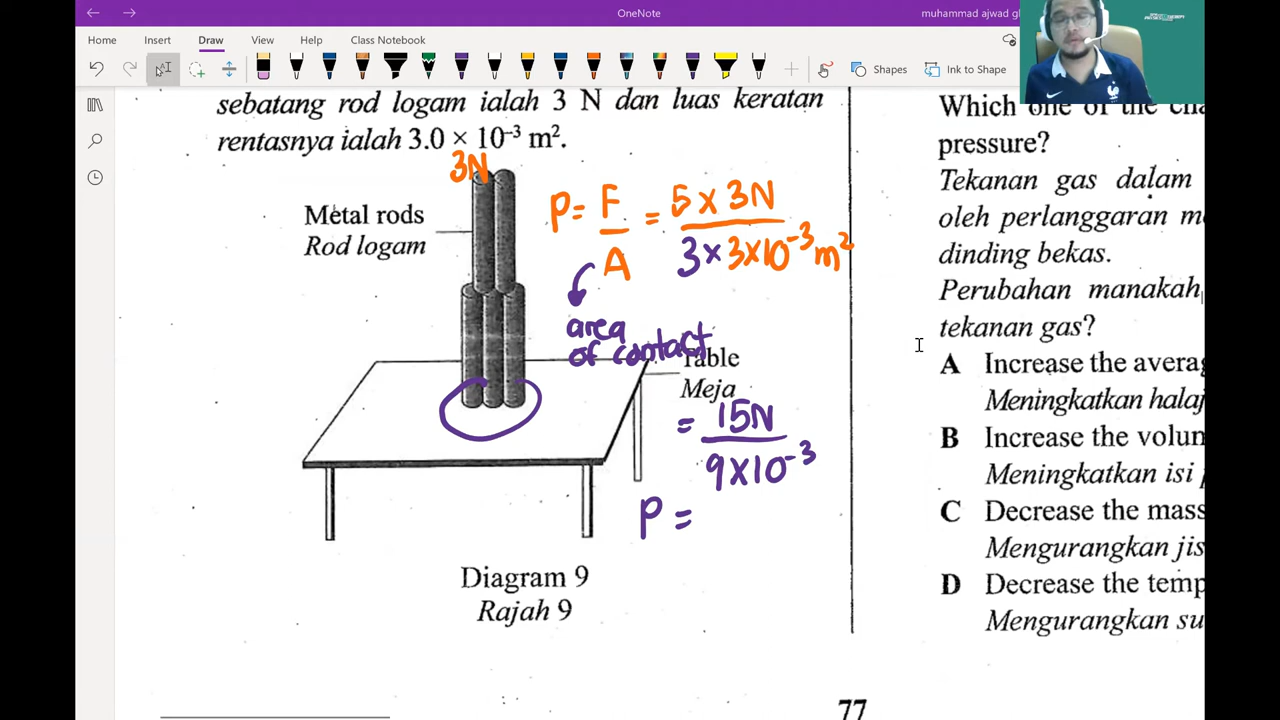 OneNote
muhammad ajwad gh
Home Insert Draw View Help Class Notebook
Shapes
Ink to Shape
sebatang rod logam ialah 3 N dan luas keratan
rentasnya ialah 3.0 × 10⁻³ m².
3N
Metal rods
Rod logam
P = F/A = 5 × 3N / 3 × 3×10⁻³ m²
area
of contact
Table
Meja
= 15N / 9×10⁻³
P =
Diagram 9
Rajah 9
Which one of the cha
pressure?
Tekanan gas dalam
oleh perlanggaran m
dinding bekas.
Perubahan manakah
tekanan gas?
A Increase the averag
Meningkatkan halaj
B Increase the volun
Meningkatkan isi p
C Decrease the mass
Mengurangkan jis
D Decrease the temp
Mengurangkan su
77